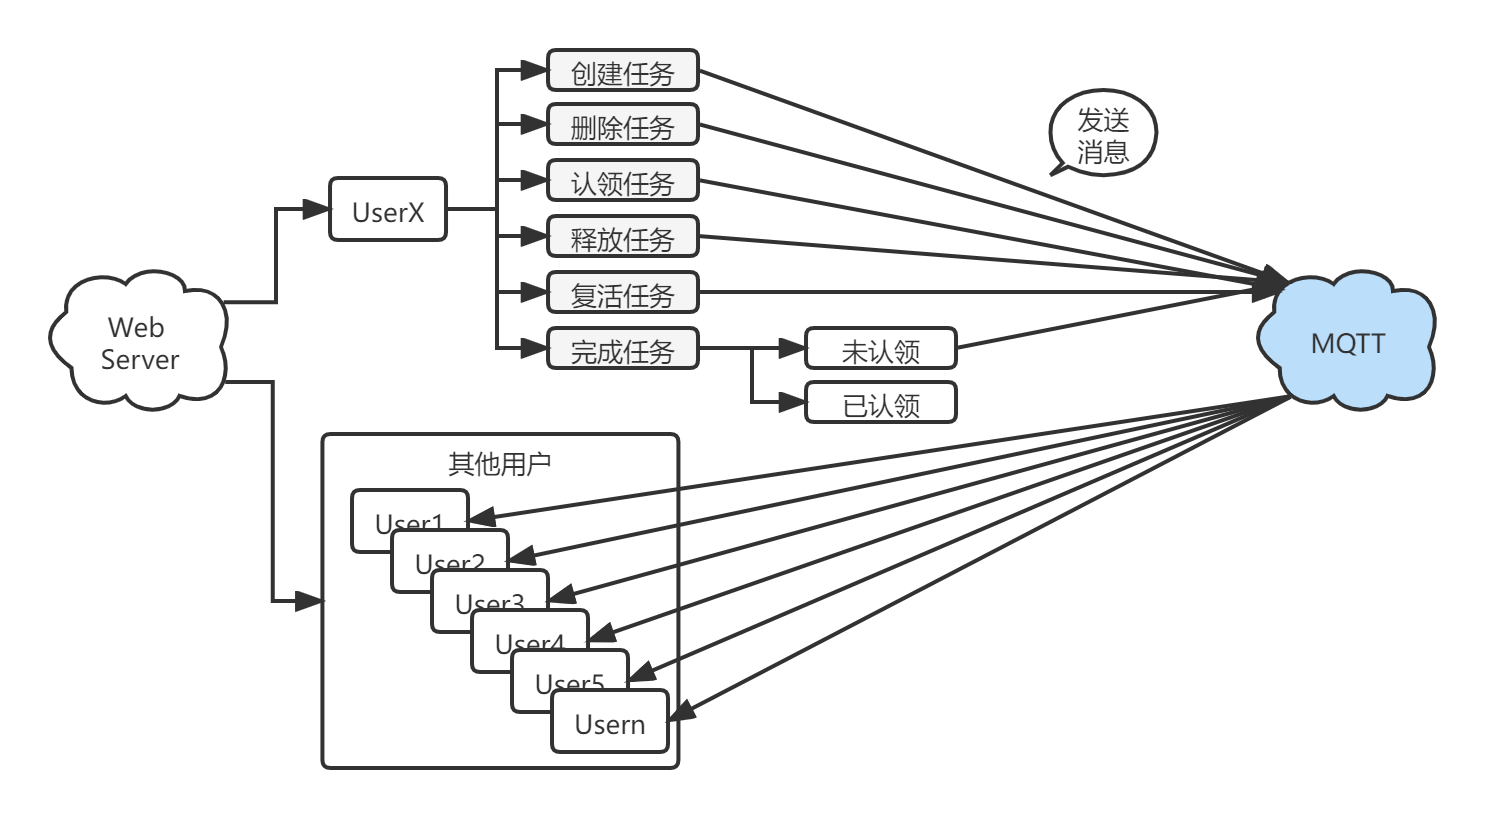 创建任务
删除任务
认领任务
释放任务
复活任务
完成任务
未认领
已认领
发送
消息
UserX
Web
Server
MQTT
其他用户
User1
User2
User3
User4
User5
Usern